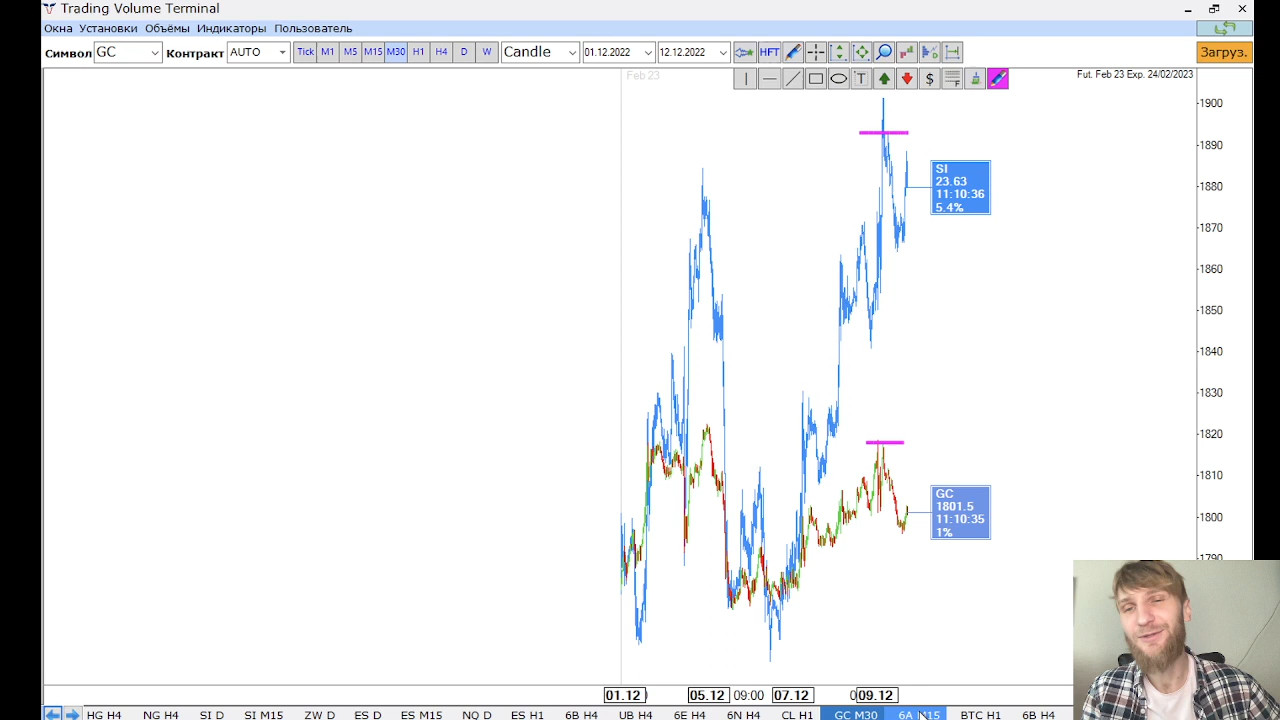 Trading Volume Terminal
Окна Установки Объёмы Индикаторы Пользователь
Символ GC Контракт AUTO Tick M1 M5 M15 M30 H1 H4 D W Candle 01.12.2022 12.12.2022 HFT Загруз.
Feb 23
T $ F
Fut. Feb 23 Exp. 24/02/2023
1900
1890
1880
1870
1860
1850
1840
1830
1820
1810
1800
1790
SI
23.63
11:10:36
5.4%
GC
1801.5
11:10:35
1%
01.12 05.12 09:00 07.12 09.12
HG H4 NG H4 SI D SI M15 ZW D ES D ES M15 NQ D ES H1 6B H4 UB H4 6E H4 6N H4 CL H1 GC M30 6A M15 BTC H1 6B H4